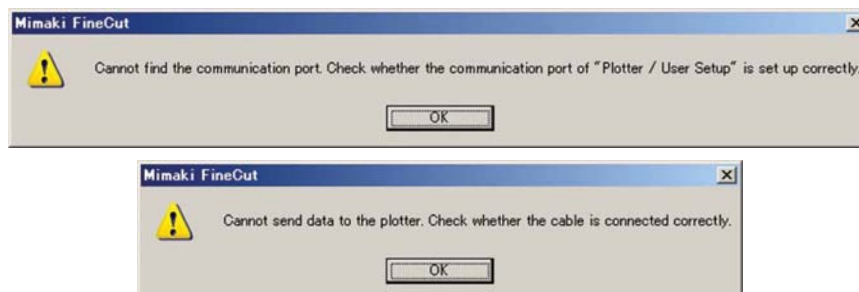 Mimaki FineCut
Cannot find the communication port. Check whether the communication port of "Plotter / User Setup" is set up correctly.
OK
Mimaki FineCut
Cannot send data to the plotter. Check whether the cable is connected correctly.
OK